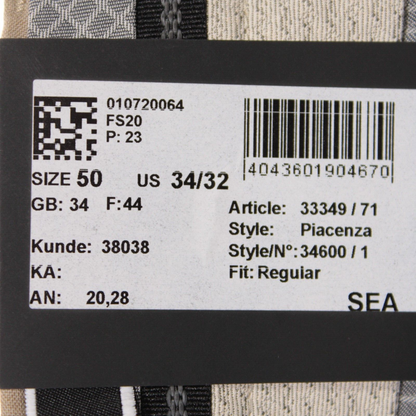 010720064
FS20
P: 23
4043601904670
SIZE 50 US 34/32
GB: 34 F:44
Article: 33349 / 71
Style: Piacenza
Kunde: 38038
Style/N°: 34600 / 1
KA:
Fit: Regular
AN: 20,28
SEA